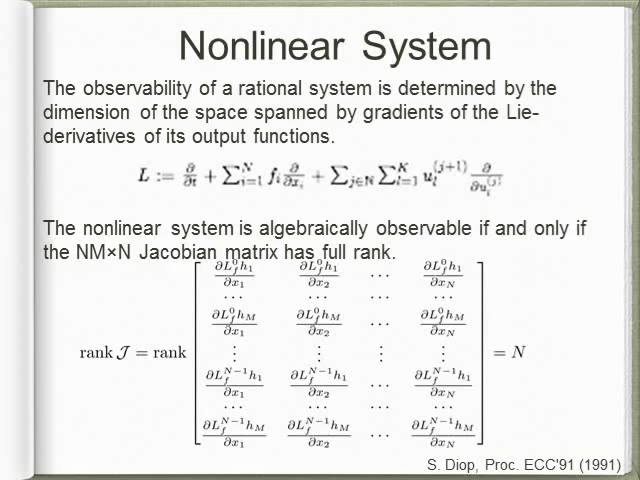 Nonlinear System
The observability of a rational system is determined by the
dimension of the space spanned by gradients of the Lie-
derivatives of its output functions.
L := ∂/∂t + ∑_{i=1}^{N} f_i ∂/∂x_i + ∑_{j∈ℕ} ∑_{l=1}^{K} u_l^{(j+1)} ∂/∂u_l^{(j)}
The nonlinear system is algebraically observable if and only if
the NM×N Jacobian matrix has full rank.
∂L_f^0 h_1/∂x_1 ∂L_f^0 h_1/∂x_2 ⋯ ∂L_f^0 h_1/∂x_N
⋯ ⋯ ⋯ ⋯
∂L_f^0 h_M/∂x_1 ∂L_f^0 h_M/∂x_2 ⋯ ∂L_f^0 h_M/∂x_N
rank 𝒥 = rank ⋮ ⋮ ⋮ ⋮ = N
∂L_f^{N−1} h_1/∂x_1 ∂L_f^{N−1} h_1/∂x_2 ⋯ ∂L_f^{N−1} h_1/∂x_N
⋯ ⋯ ⋯ ⋯
∂L_f^{N−1} h_M/∂x_1 ∂L_f^{N−1} h_M/∂x_2 ⋯ ∂L_f^{N−1} h_M/∂x_N
S. Diop, Proc. ECC'91 (1991)